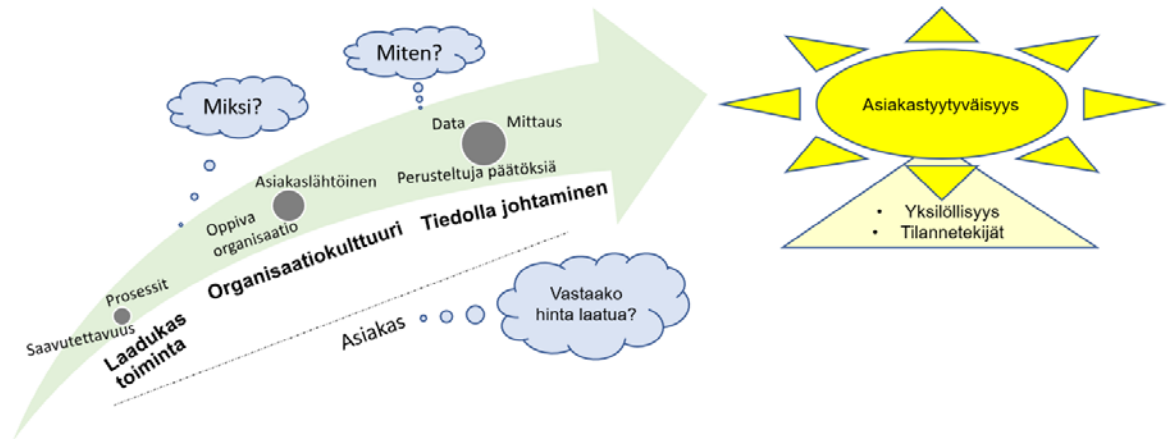 Miksi?
Miten?
Saavutettavuus
Prosessit
Laadukas
toiminta
Oppiva
organisaatio
Asiakaslähtöinen
Organisaatiokulttuuri
Data
Mittaus
Perusteltuja päätöksiä
Tiedolla johtaminen
Asiakas
Vastaako
hinta laatua?
Asiakastyytyväisyys
• Yksilöllisyys
• Tilannetekijät